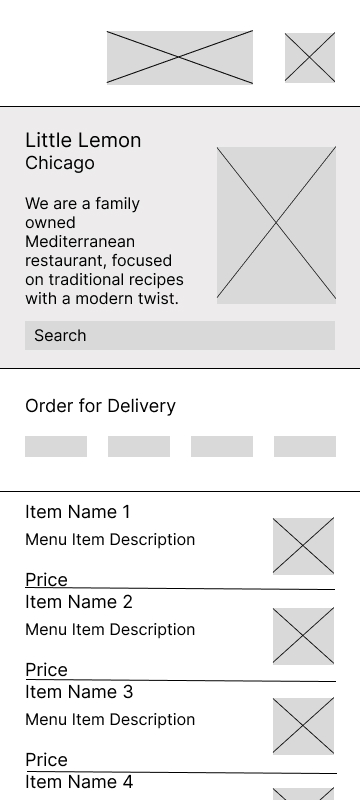 Little Lemon
Chicago
We are a family
owned
Mediterranean
restaurant, focused
on traditional recipes
with a modern twist.
Search
Order for Delivery
Item Name 1
Menu Item Description
Price
Item Name 2
Menu Item Description
Price
Item Name 3
Menu Item Description
Price
Item Name 4